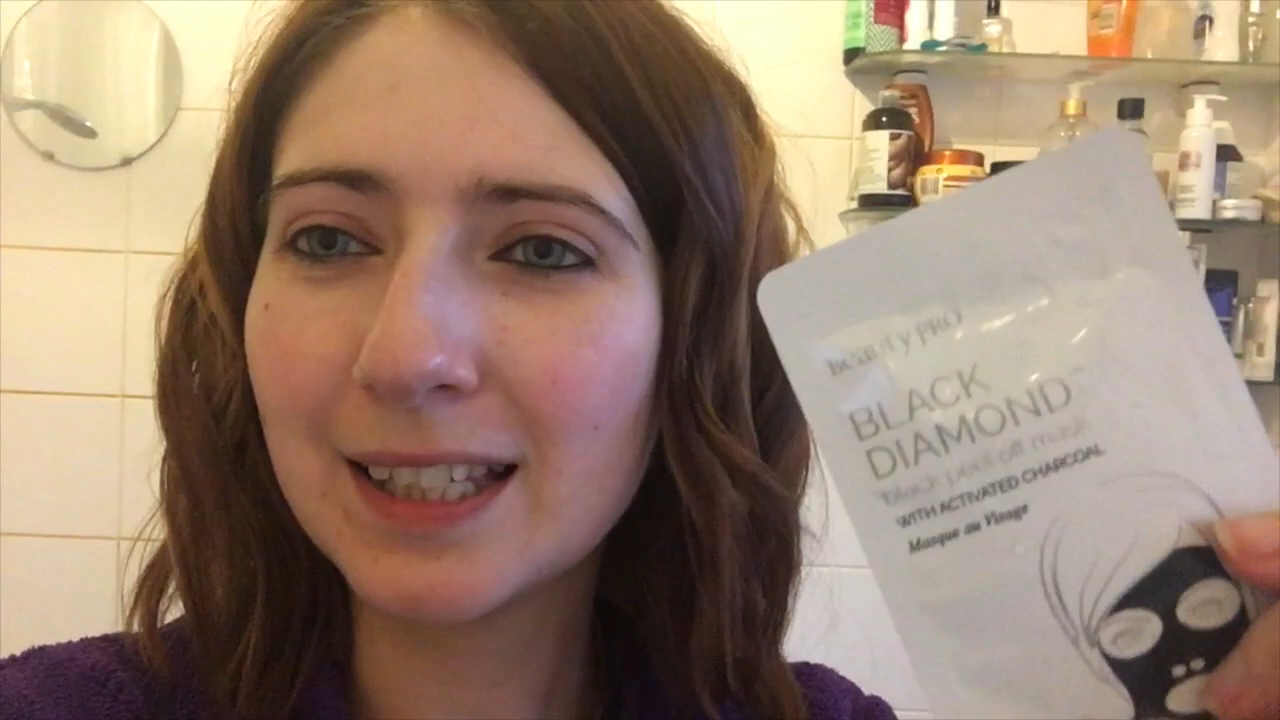 Beauty PRO
BLACK
DIAMOND
black peel off mask
WITH ACTIVATED CHARCOAL
Masque au Visage